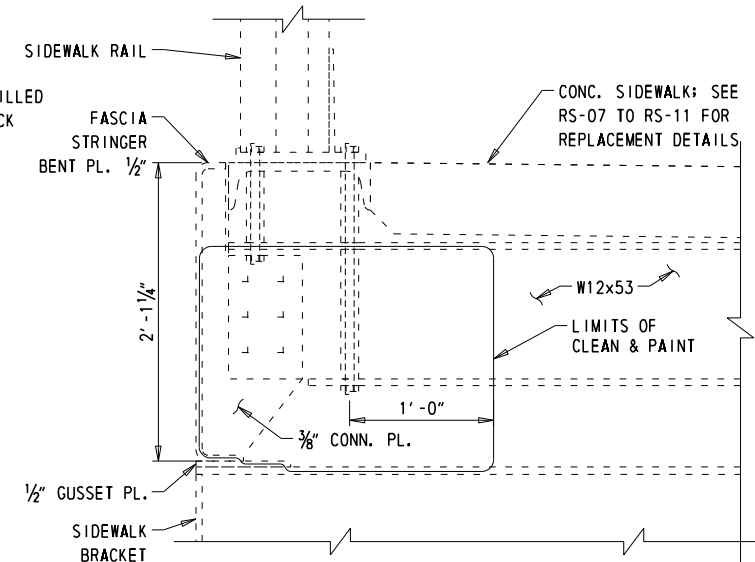 SIDEWALK RAIL
ILLED
CK
FASCIA
STRINGER
BENT PL. ½"
CONC. SIDEWALK; SEE
RS-07 TO RS-11 FOR
REPLACEMENT DETAILS
2'-1¼"
W12x53
LIMITS OF
CLEAN & PAINT
1'-0"
⅜" CONN. PL.
½" GUSSET PL.
SIDEWALK
BRACKET